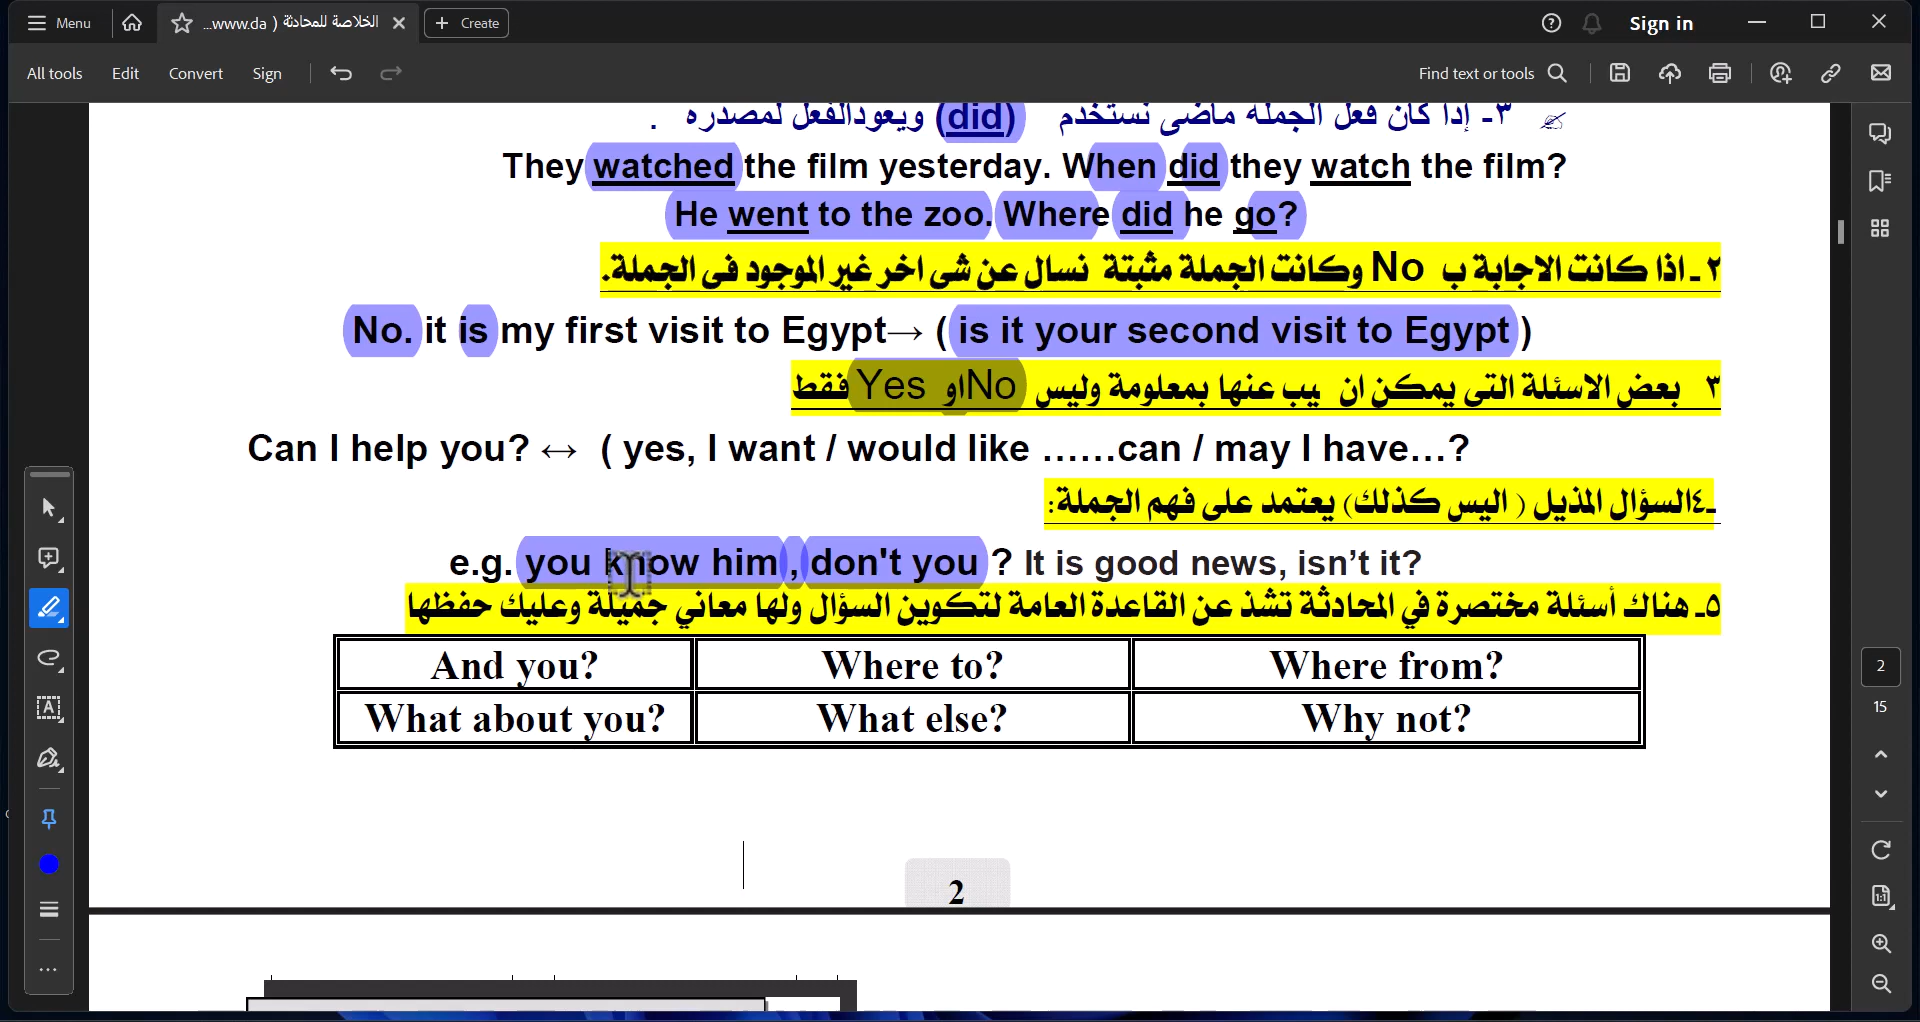 Menu
الخلاصة للمحادثة ( www.da...
Create
Sign in
All tools Edit Convert Sign
Find text or tools
٣- إذا كان فعل الجملة ماضى نستخدم (did) ويعودالفعل لمصدره .
They watched the film yesterday. When did they watch the film?
He went to the zoo. Where did he go?
٢ ـ اذا كانت الاجابة ب No وكانت الجملة مثبتة نسال عن شى اخر غير الموجود فى الجملة.
No. it is my first visit to Egypt→ ( is it your second visit to Egypt )
٣ بعض الاسئلة التى يمكن ان يب عنها بمعلومة وليس No او Yes فقط
Can I help you? ↔ ( yes, I want / would like ……can / may I have…?
ـ٤السؤال المذيل ( اليس كذلك) يعتمد على فهم الجملة:
e.g. you know him , don't you ? It is good news, isn’t it?
٥ـ هناك أسئلة مختصرة في المحادثة تشذ عن القاعدة العامة لتكوين السؤال ولها معاني جميلة وعليك حفظها
And you? Where to? Where from?
What about you? What else? Why not?
2
2
15